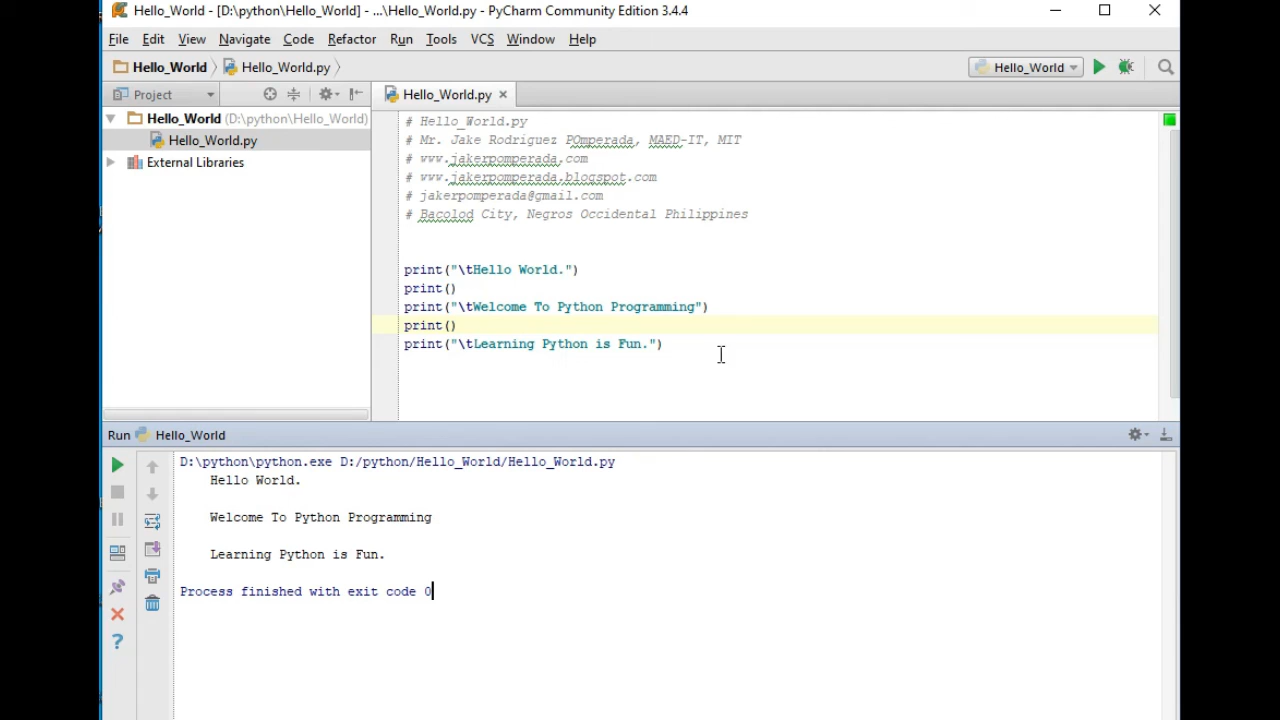 Hello_World - [D:\python\Hello_World] - ...\Hello_World.py - PyCharm Community Edition 3.4.4
File Edit View Navigate Code Refactor Run Tools VCS Window Help
Hello_World Hello_World.py Hello_World
Project Hello_World.py
Hello_World (D:\python\Hello_World)
Hello_World.py
External Libraries
# Hello_World.py
# Mr. Jake Rodriguez POmperada, MAED-IT, MIT
# www.jakerpomperada.com
# www.jakerpomperada.blogspot.com
# jakerpomperada@gmail.com
# Bacolod City, Negros Occidental Philippines
print("\tHello World.")
print()
print("\tWelcome To Python Programming")
print()
print("\tLearning Python is Fun.")
Run Hello_World
D:\python\python.exe D:/python/Hello_World/Hello_World.py
Hello World.
Welcome To Python Programming
Learning Python is Fun.
Process finished with exit code 0